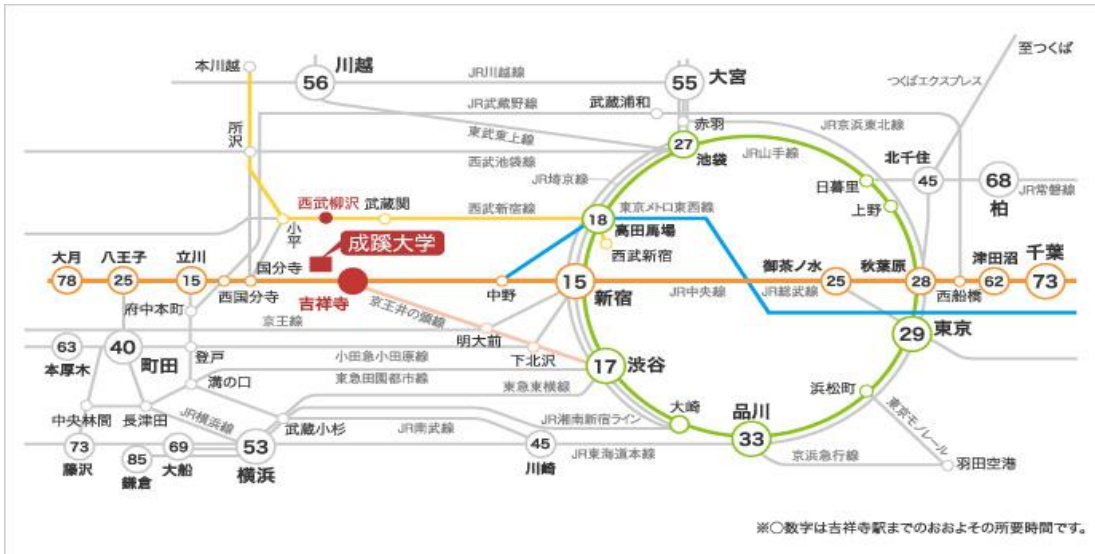 至つくば
川越
56
本川越
JR川越線
55
大宮
つくばエクスプレス
JR武蔵野線
武蔵浦和
赤羽
JR京浜東北線
所沢
東武東上線
27
池袋
JR山手線
西武池袋線
北千住
JR埼京線
日暮里
45
68
JR常磐線
柏
西武柳沢
武蔵関
西武新宿線
東京メトロ東西線
上野
小平
18
高田馬場
成蹊大学
西武新宿
大月
八王子
立川
国分寺
御茶ノ水
秋葉原
津田沼
千葉
78
25
15
西国分寺
吉祥寺
中野
15
新宿
JR中央線
JR総武線
25
28
西船橋
62
73
府中本町
京王線
京王井の頭線
明大前
29
東京
63
本厚木
40
町田
登戸
小田急小田原線
下北沢
17
渋谷
東急田園都市線
溝の口
東急東横線
浜松町
中央林間
長津田
JR横浜線
武蔵小杉
JR南武線
JR湘南新宿ライン
大崎
品川
33
東京モノレール
73
藤沢
85
鎌倉
69
大船
53
横浜
45
川崎
JR東海道本線
京浜急行線
羽田空港
※○数字は吉祥寺駅までのおおよその所要時間です。